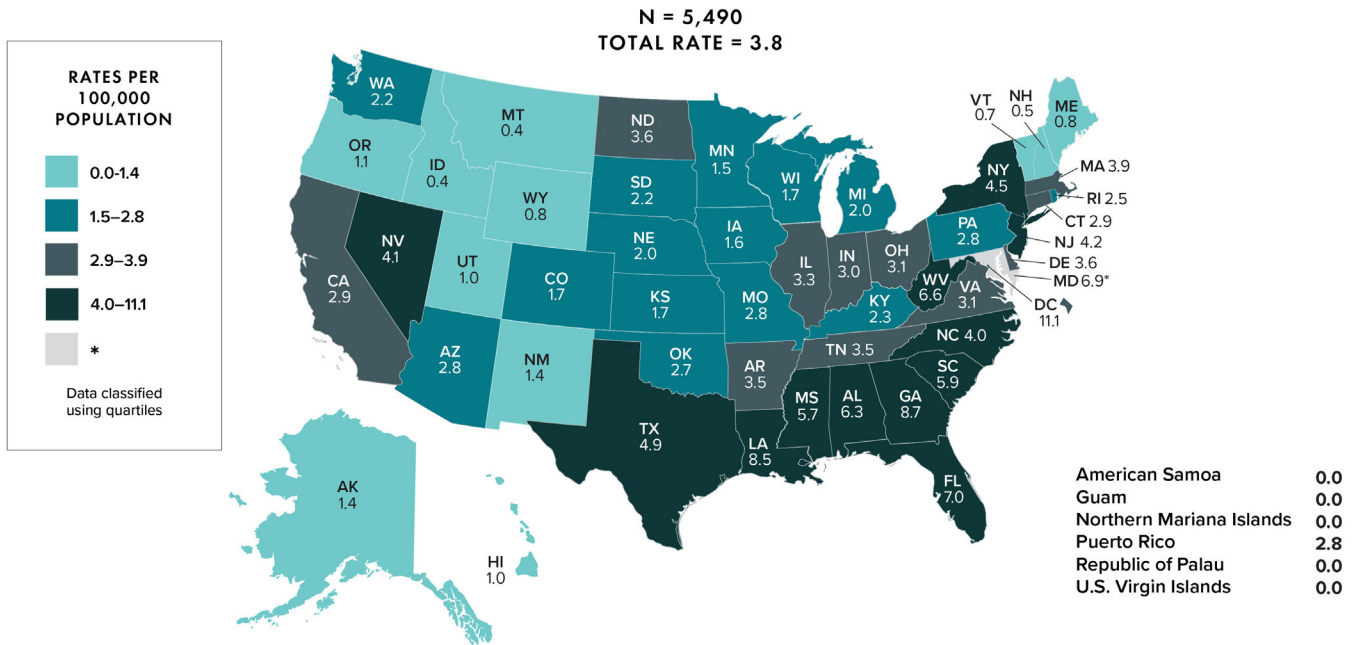 N = 5,490
TOTAL RATE = 3.8
RATES PER
100,000
POPULATION
0.0-1.4
1.5–2.8
2.9–3.9
4.0–11.1
*
Data classified
using quartiles
WA
2.2
OR
1.1
ID
0.4
MT
0.4
WY
0.8
CA
2.9
NV
4.1
UT
1.0
CO
1.7
AZ
2.8
NM
1.4
ND
3.6
SD
2.2
NE
2.0
KS
1.7
OK
2.7
TX
4.9
MN
1.5
IA
1.6
MO
2.8
AR
3.5
LA
8.5
WI
1.7
IL
3.3
MI
2.0
IN
3.0
OH
3.1
KY
2.3
TN 3.5
MS
5.7
AL
6.3
GA
8.7
FL
7.0
SC
5.9
NC 4.0
VA
3.1
WV
6.6
PA
2.8
NY
4.5
VT
0.7
NH
0.5
ME
0.8
MA 3.9
RI 2.5
CT 2.9
NJ 4.2
DE 3.6
MD 6.9*
DC
11.1
AK
1.4
HI
1.0
American Samoa 0.0
Guam 0.0
Northern Mariana Islands 0.0
Puerto Rico 2.8
Republic of Palau 0.0
U.S. Virgin Islands 0.0